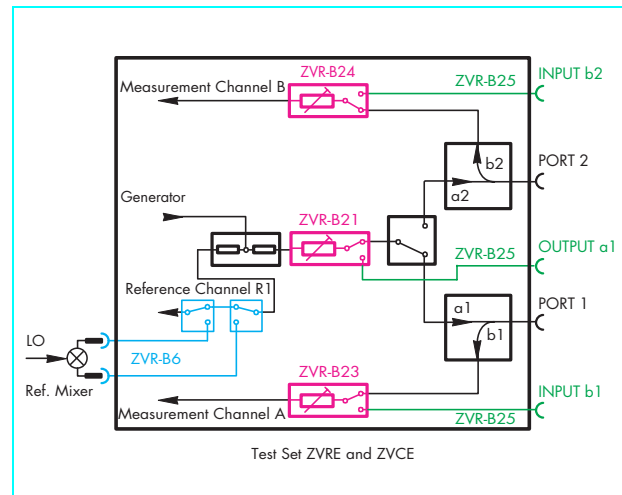 ZVR-B24
INPUT b2
Measurement Channel B
ZVR-B25
b2
PORT 2
a2
Generator
ZVR-B21
OUTPUT a1
ZVR-B25
Reference Channel R1
a1
PORT 1
b1
LO
ZVR-B6
ZVR-B23
Ref. Mixer
INPUT b1
Measurement Channel A
ZVR-B25
Test Set ZVRE and ZVCE